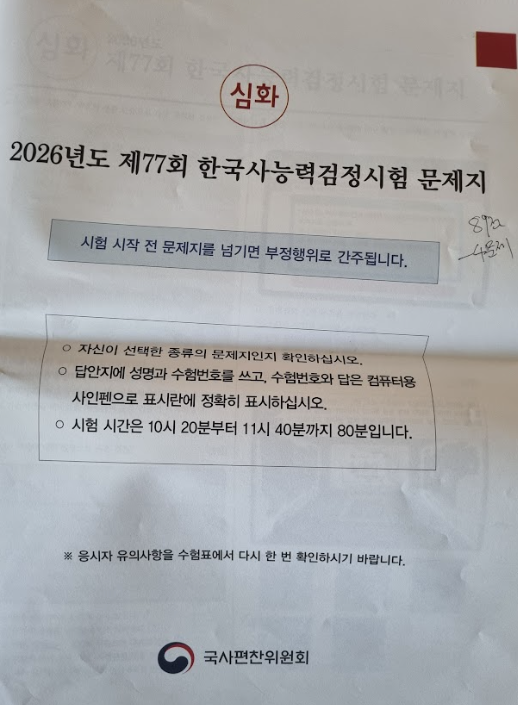 심화
2026년도 제77회 한국사능력검정시험 문제지
시험 시작 전 문제지를 넘기면 부정행위로 간주됩니다.
○ 자신이 선택한 종류의 문제지인지 확인하십시오.
○ 답안지에 성명과 수험번호를 쓰고, 수험번호와 답은 컴퓨터용
사인펜으로 표시란에 정확히 표시하십시오.
○ 시험 시간은 10시 20분부터 11시 40분까지 80분입니다.
※ 응시자 유의사항을 수험표에서 다시 한 번 확인하시기 바랍니다.
국사편찬위원회